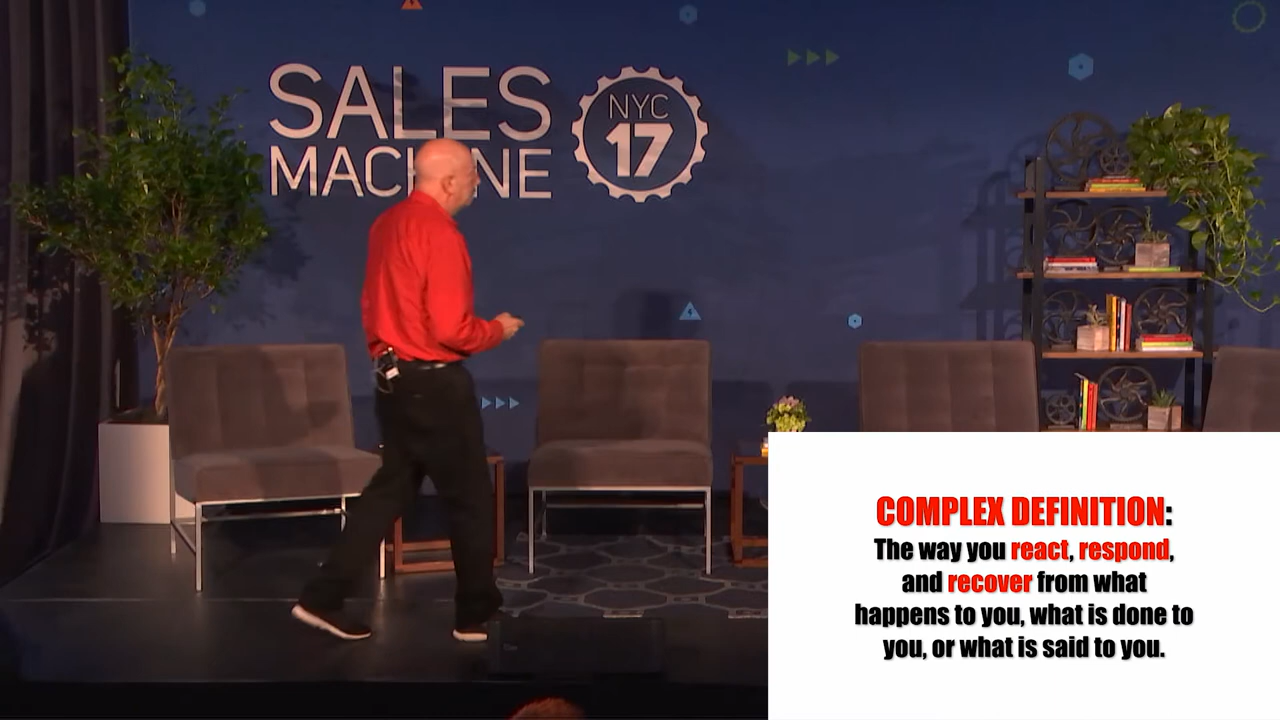 SALES
MACHINE
NYC
17
COMPLEX DEFINITION:
The way you react, respond,
and recover from what
happens to you, what is done to
you, or what is said to you.